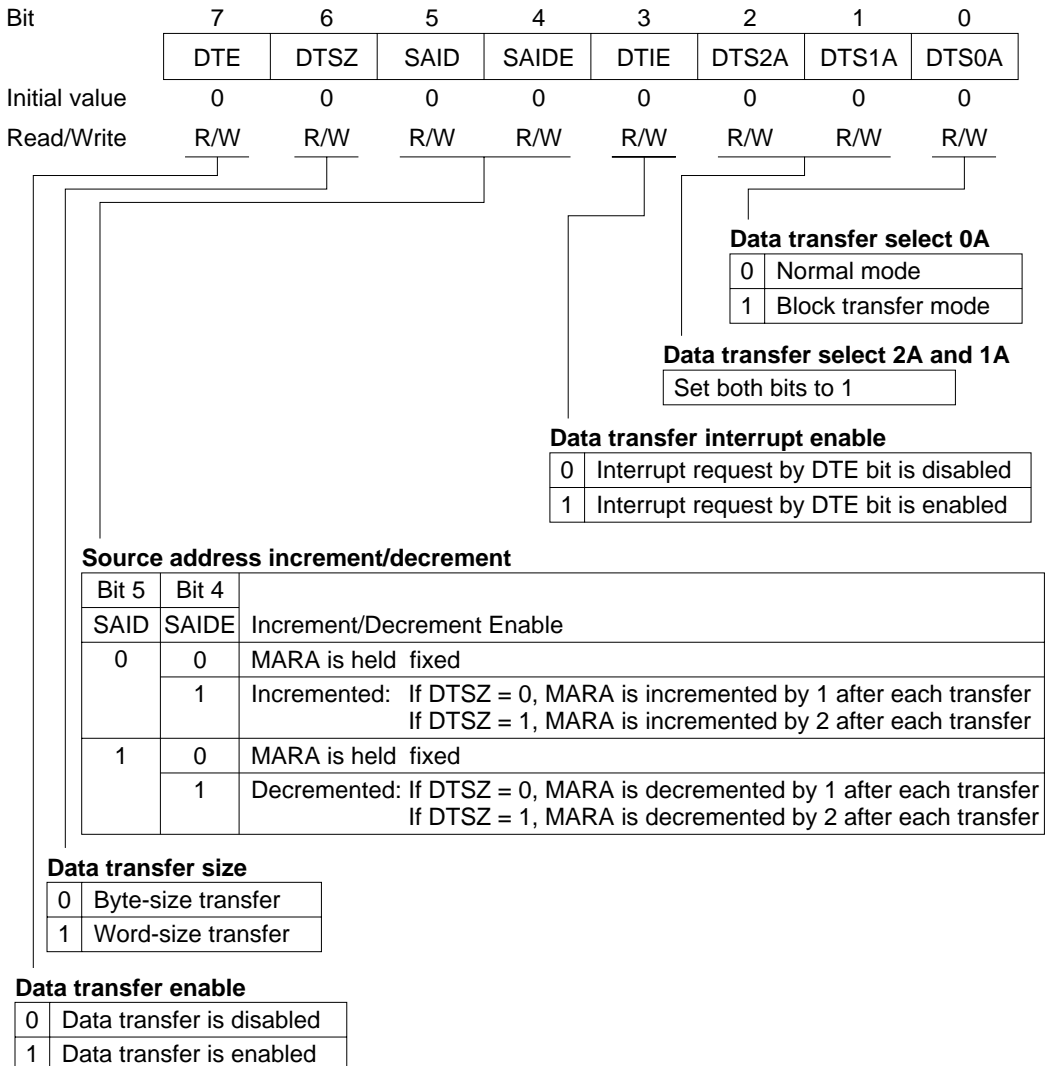 Bit 7 6 5 4 3 2 1 0
DTE DTSZ SAID SAIDE DTIE DTS2A DTS1A DTS0A
Initial value 0 0 0 0 0 0 0 0
Read/Write R/W R/W R/W R/W R/W R/W R/W R/W
Data transfer select 0A
0 Normal mode
1 Block transfer mode
Data transfer select 2A and 1A
Set both bits to 1
Data transfer interrupt enable
0 Interrupt request by DTE bit is disabled
1 Interrupt request by DTE bit is enabled
Source address increment/decrement
Bit 5 Bit 4
SAID SAIDE Increment/Decrement Enable
0 0 MARA is held fixed
1 Incremented: If DTSZ = 0, MARA is incremented by 1 after each transfer
If DTSZ = 1, MARA is incremented by 2 after each transfer
1 0 MARA is held fixed
1 Decremented: If DTSZ = 0, MARA is decremented by 1 after each transfer
If DTSZ = 1, MARA is decremented by 2 after each transfer
Data transfer size
0 Byte-size transfer
1 Word-size transfer
Data transfer enable
0 Data transfer is disabled
1 Data transfer is enabled